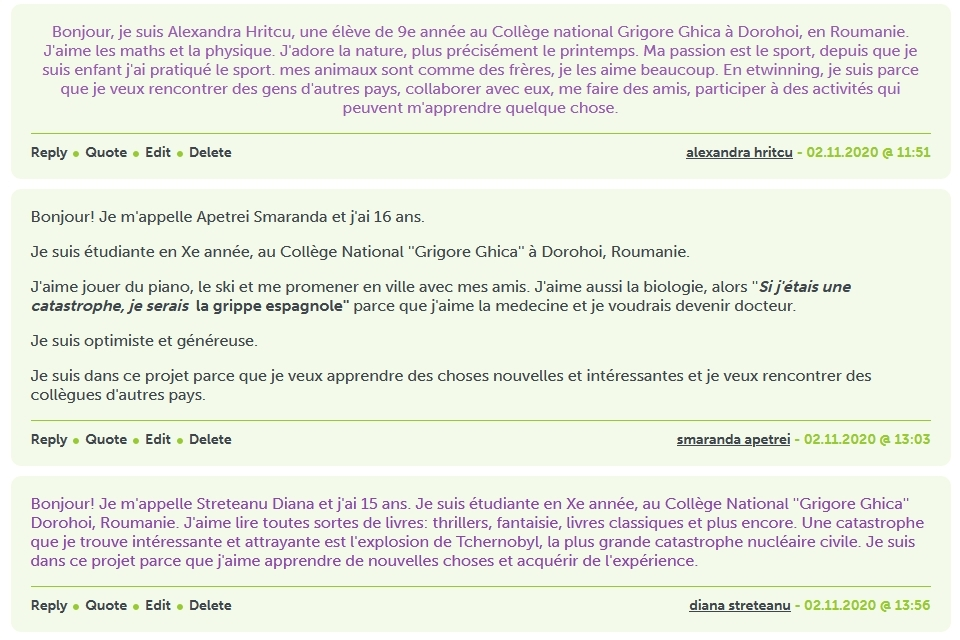 Bonjour, je suis Alexandra Hritcu, une élève de 9e année au Collège national Grigore Ghica à Dorohoi, en Roumanie.
J'aime les maths et la physique. J'adore la nature, plus précisément le printemps. Ma passion est le sport, depuis que je
suis enfant j'ai pratiqué le sport. mes animaux sont comme des frères, je les aime beaucoup. En etwinning, je suis parce
que je veux rencontrer des gens d'autres pays, collaborer avec eux, me faire des amis, participer à des activités qui
peuvent m'apprendre quelque chose.
Reply • Quote • Edit • Delete alexandra hritcu - 02.11.2020 @ 11:51
Bonjour! Je m'appelle Apetrei Smaranda et j'ai 16 ans.
Je suis étudiante en Xe année, au Collège National ''Grigore Ghica'' à Dorohoi, Roumanie.
J'aime jouer du piano, le ski et me promener en ville avec mes amis. J'aime aussi la biologie, alors ''Si j'étais une
catastrophe, je serais la grippe espagnole" parce que j'aime la medecine et je voudrais devenir docteur.
Je suis optimiste et généreuse.
Je suis dans ce projet parce que je veux apprendre des choses nouvelles et intéressantes et je veux rencontrer des
collègues d'autres pays.
Reply • Quote • Edit • Delete smaranda apetrei - 02.11.2020 @ 13:03
Bonjour! Je m'appelle Streteanu Diana et j'ai 15 ans. Je suis étudiante en Xe année, au Collège National ''Grigore Ghica''
Dorohoi, Roumanie. J'aime lire toutes sortes de livres: thrillers, fantaisie, livres classiques et plus encore. Une catastrophe
que je trouve intéressante et attrayante est l'explosion de Tchernobyl, la plus grande catastrophe nucléaire civile. Je suis
dans ce projet parce que j'aime apprendre de nouvelles choses et acquérir de l'expérience.
Reply • Quote • Edit • Delete diana streteanu - 02.11.2020 @ 13:56